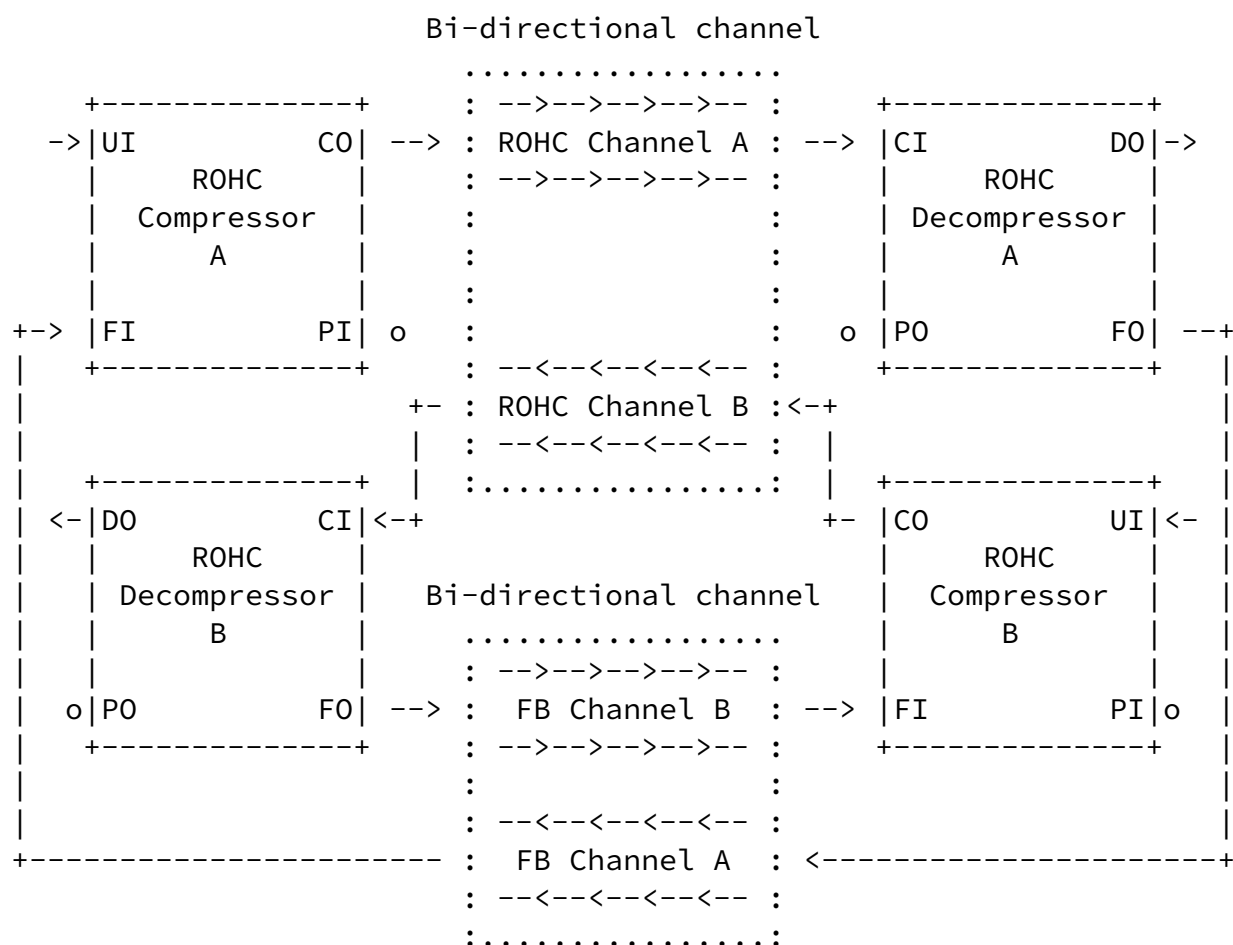 Bi-directional channel
..................
+--------------+ : -->-->-->-->-- : +--------------+
->|UI CO| --> : ROHC Channel A : --> |CI DO|->
| ROHC | : -->-->-->-->-- : | ROHC |
| Compressor | : : | Decompressor |
| A | : : | A |
| | : : | |
+-> |FI PI| o : : o |PO FO| --+
| +--------------+ : --<--<--<--<-- : +--------------+ |
| +- : ROHC Channel B :<-+ |
| | : --<--<--<--<-- : | |
| +--------------+ | :................: | +--------------+ |
| <-|DO CI|<-+ +- |CO UI|<- |
| | ROHC | | ROHC | |
| | Decompressor | Bi-directional channel | Compressor | |
| | B | .................. | B | |
| | | : -->-->-->-->-- : | | |
| o|PO FO| --> : FB Channel B : --> |FI PI|o |
| +--------------+ : -->-->-->-->-- : +--------------+ |
| : : |
| : --<--<--<--<-- : |
+----------------------- : FB Channel A : <----------------------+
: --<--<--<--<-- :
:................: